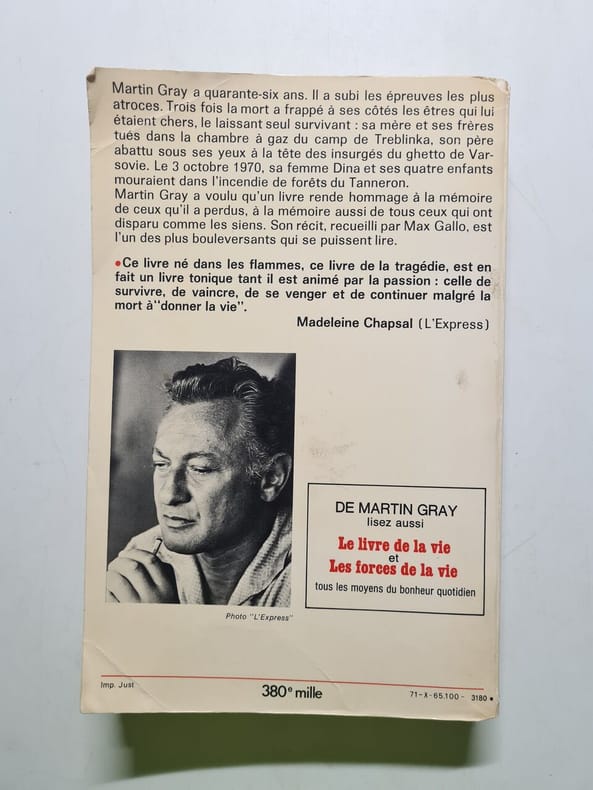 Martin Gray a quarante-six ans. Il a subi les épreuves les plus
atroces. Trois fois la mort a frappé à ses côtés les êtres qui lui
étaient chers, le laissant seul survivant : sa mère et ses frères
tués dans la chambre à gaz du camp de Treblinka, son père
abattu sous ses yeux à la tête des insurgés du ghetto de Var-
sovie. Le 3 octobre 1970, sa femme Dina et ses quatre enfants
mouraient dans l'incendie de forêts du Tanneron.
Martin Gray a voulu qu'un livre rende hommage à la mémoire
de ceux qu'il a perdus, à la mémoire aussi de tous ceux qui ont
disparu comme les siens. Son récit, recueilli par Max Gallo, est
l'un des plus bouleversants qui se puissent lire.
•Ce livre né dans les flammes, ce livre de la tragédie, est en
fait un livre tonique tant il est animé par la passion : celle de
survivre, de vaincre, de se venger et de continuer malgré la
mort à"donner la vie".
Madeleine Chapsal (L'Express)
DE MARTIN GRAY
lisez aussi
Le livre de la vie
et
Les forces de la vie
tous les moyens du bonheur quotidien
Photo "L'Express"
Imp. Just
380e mille
71-X-65.100 - 3180 •